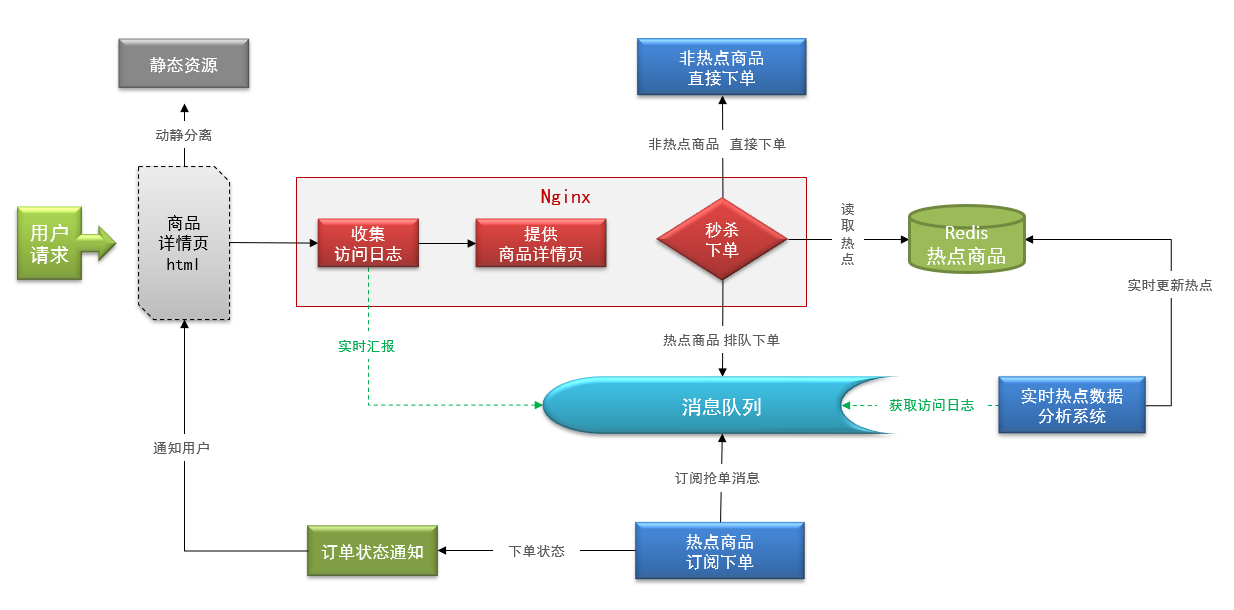 静态资源
非热点商品
直接下单
动静分离
非热点商品 直接下单
Nginx
用户
请求
商品
详情页
html
收集
访问日志
提供
商品详情页
秒杀
下单
读
取
热
点
Redis
热点商品
实时更新热点
实时汇报
热点商品 排队下单
消息队列
获取访问日志
实时热点数据
分析系统
通知用户
订阅抢单消息
订单状态通知
下单状态
热点商品
订阅下单